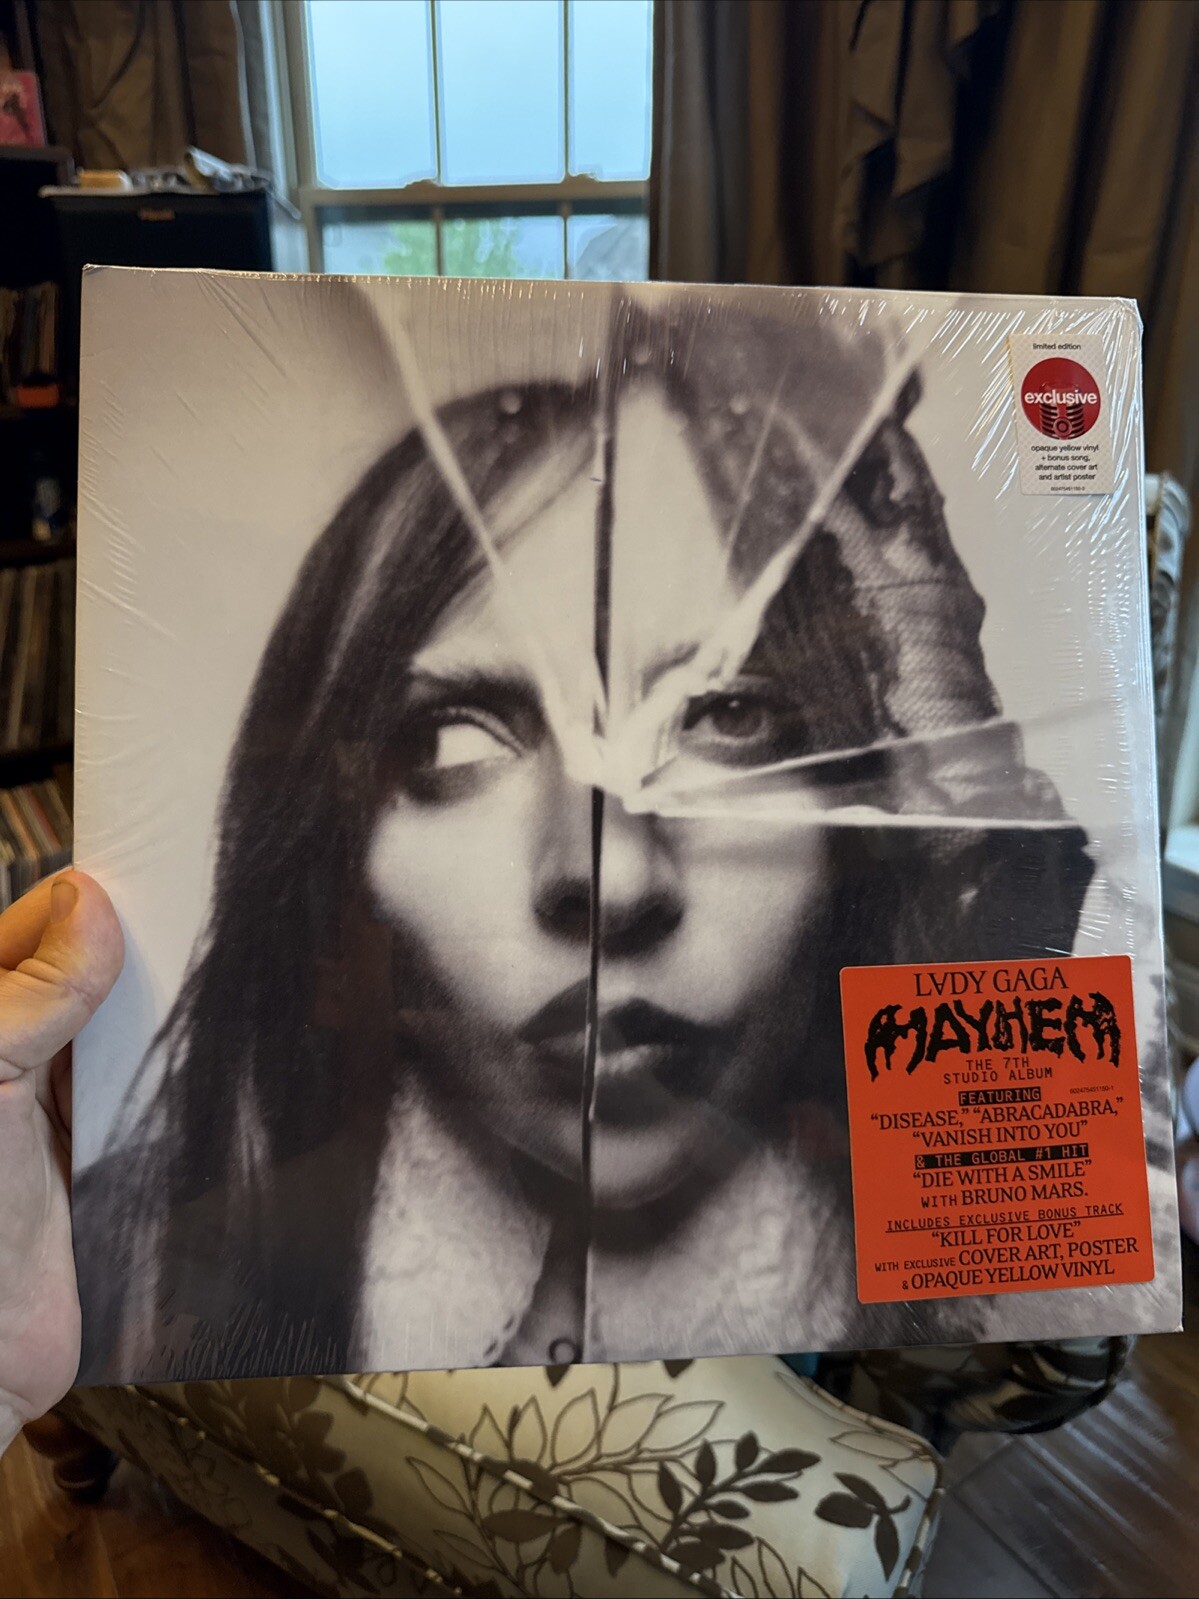 limited edition
exclusive
opaque yellow vinyl
+ bonus song,
alternate cover art
and artist poster
LVDY GAGA
MAYHEM
THE 7TH
STUDIO ALBUM
FEATURING
“DISEASE,” “ABRACADABRA,”
“VANISH INTO YOU”
& THE GLOBAL #1 HIT
“DIE WITH A SMILE”
WITH BRUNO MARS.
INCLUDES EXCLUSIVE BONUS TRACK
“KILL FOR LOVE”
WITH EXCLUSIVE COVER ART, POSTER
& OPAQUE YELLOW VINYL